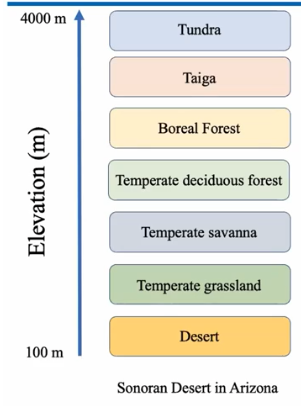 4000 m
Tundra
Taiga
Boreal Forest
Temperate deciduous forest
Elevation (m)
Temperate savanna
Temperate grassland
Desert
100 m
Sonoran Desert in Arizona